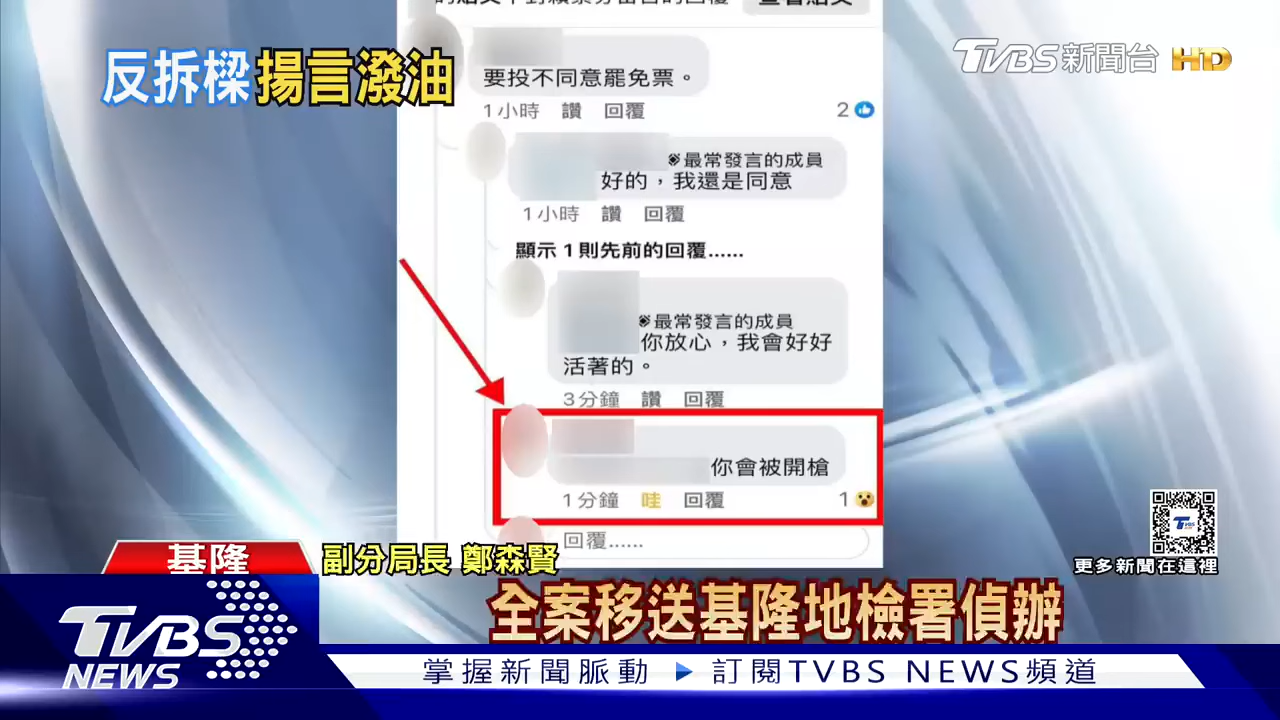 反拆樑 揚言潑油
TVBS新聞台 HD
查看貼文
要投不同意罷免票。
1小時 讚 回覆 2
※最常發言的成員
好的,我還是同意
1小時 讚 回覆
顯示 1 則先前的回覆......
※最常發言的成員
你放心,我會好好
活著的。
3分鐘 讚 回覆
你會被開槍
1分鐘 哇 回覆 1
回覆......
更多新聞在這裡
基隆
副分局長 鄭森賢
全案移送基隆地檢署偵辦
TVBS
NEWS
掌握新聞脈動 ▶ 訂閱TVBS NEWS頻道